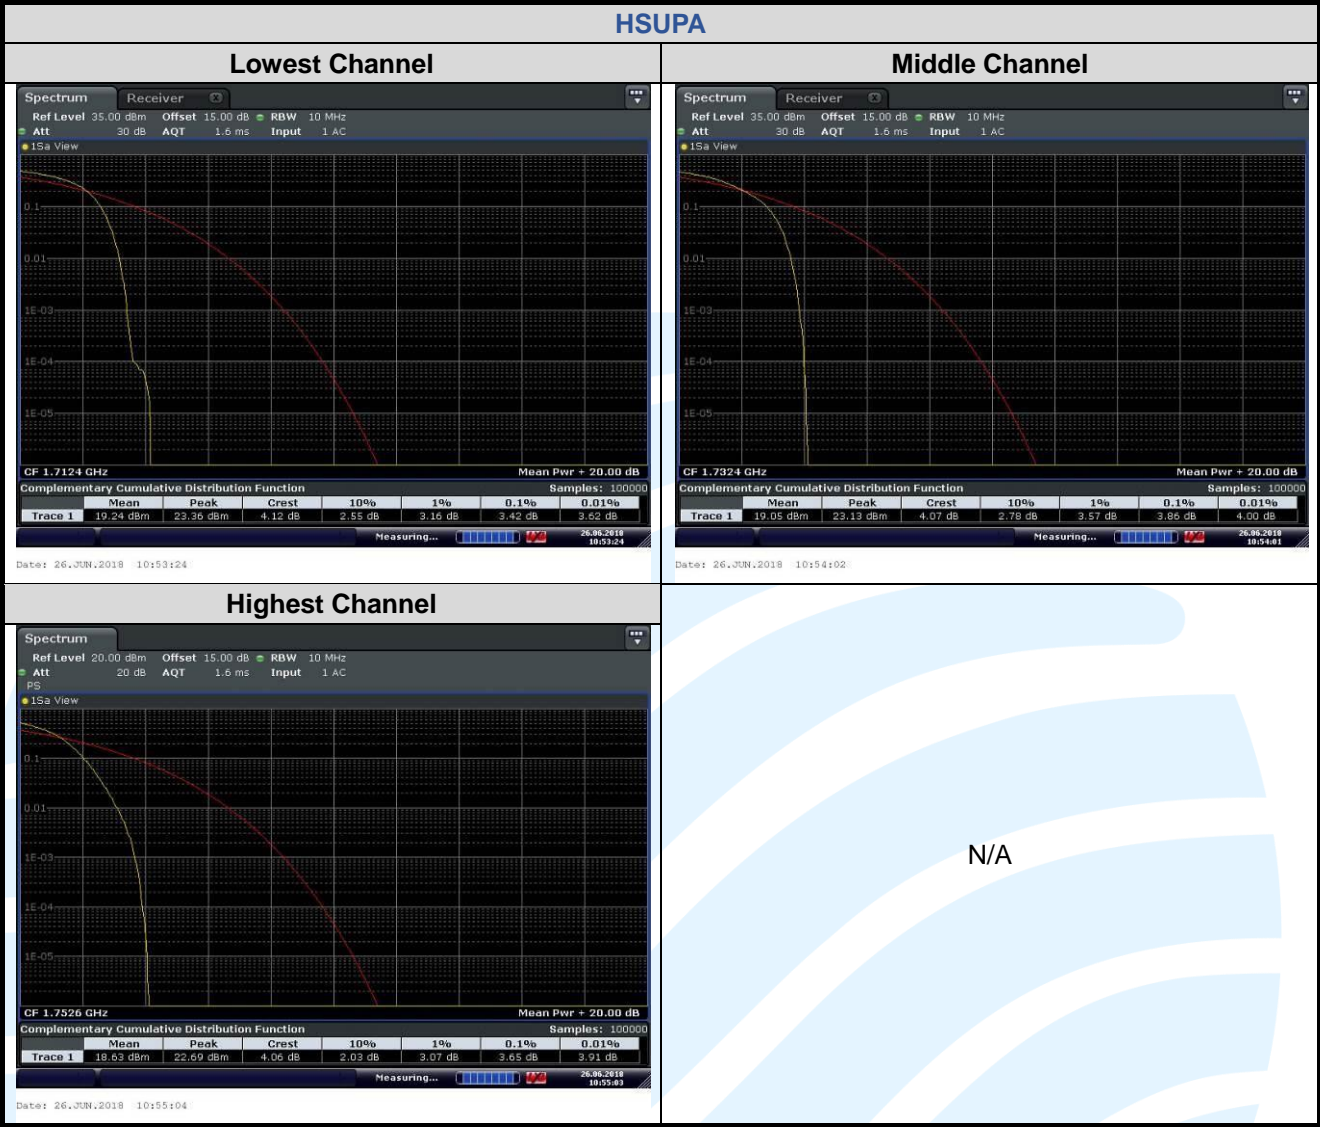 HSUPA
Lowest Channel
Middle Channel
Spectrum Receiver
Ref Level 35.00 dBm Offset 15.00 dB RBW 10 MHz
Att 30 dB AQT 1.6 ms Input 1 AC
1Sa View
0.1
0.01
1E-03
1E-04
1E-05
CF 1.7124 GHz Mean Pwr + 20.00 dB
Complementary Cumulative Distribution Function Samples: 100000
Mean Peak Crest 10% 1% 0.1% 0.01%
Trace 1 19.24 dBm 23.36 dBm 4.12 dB 2.55 dB 3.16 dB 3.42 dB 3.62 dB
Measuring... 26.06.2018
10:53:24
Date: 26.JUN.2018 10:53:24
Spectrum Receiver
Ref Level 35.00 dBm Offset 15.00 dB RBW 10 MHz
Att 30 dB AQT 1.6 ms Input 1 AC
1Sa View
0.1
0.01
1E-03
1E-04
1E-05
CF 1.7324 GHz Mean Pwr + 20.00 dB
Complementary Cumulative Distribution Function Samples: 100000
Mean Peak Crest 10% 1% 0.1% 0.01%
Trace 1 19.05 dBm 23.13 dBm 4.07 dB 2.78 dB 3.57 dB 3.86 dB 4.00 dB
Measuring... 26.06.2018
10:54:01
Date: 26.JUN.2018 10:54:02
Highest Channel
Spectrum
Ref Level 20.00 dBm Offset 15.00 dB RBW 10 MHz
Att 20 dB AQT 1.6 ms Input 1 AC
PS
1Sa View
0.1
0.01
1E-03
1E-04
1E-05
CF 1.7526 GHz Mean Pwr + 20.00 dB
Complementary Cumulative Distribution Function Samples: 100000
Mean Peak Crest 10% 1% 0.1% 0.01%
Trace 1 18.63 dBm 22.69 dBm 4.06 dB 2.03 dB 3.07 dB 3.65 dB 3.91 dB
Measuring... 26.06.2018
10:55:03
Date: 26.JUN.2018 10:55:04
N/A